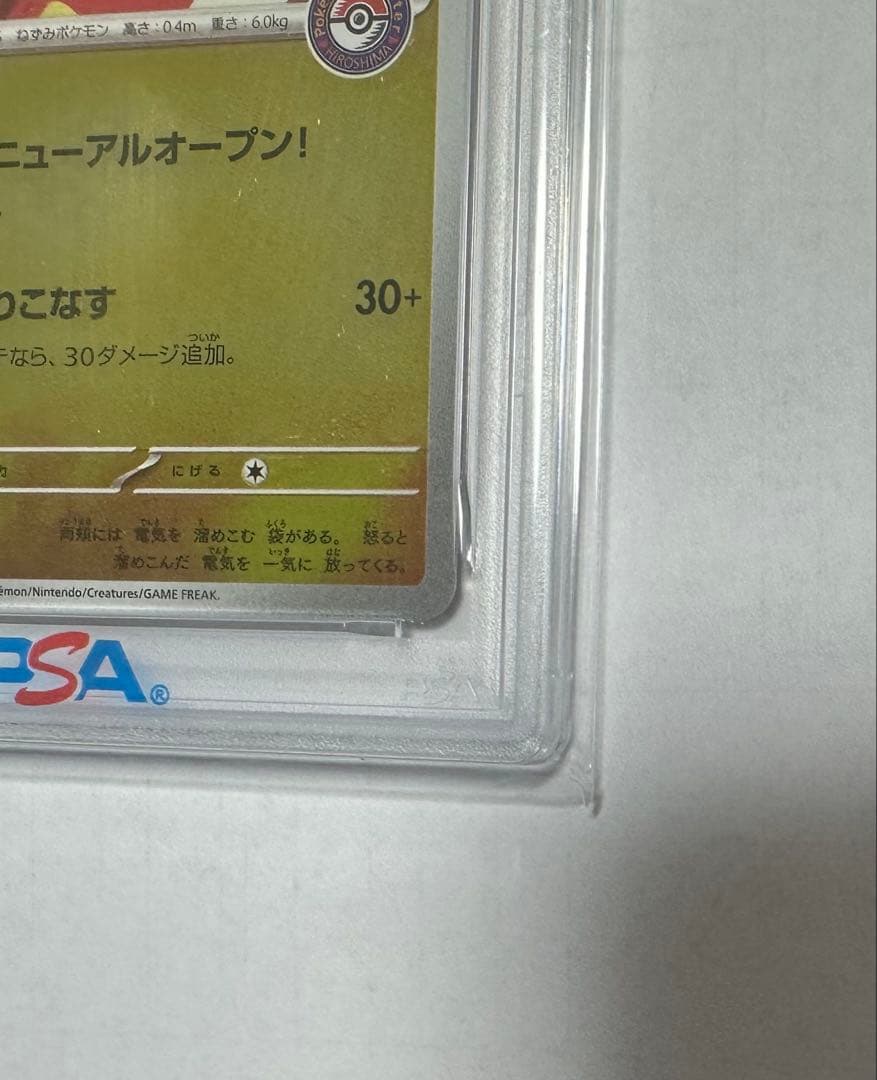 ねずみポケモン 高さ：0.4m 重さ：6.0kg
HIROSHIMA
ニューアルオープン！
こなす 30+
なら、30ダメージ追加。
にげる
両頬には 電気を 溜めこむ 袋がある。 怒ると
溜めこんだ 電気を 一気に 放ってくる。
émon/Nintendo/Creatures/GAME FREAK.
PSA®
PSA